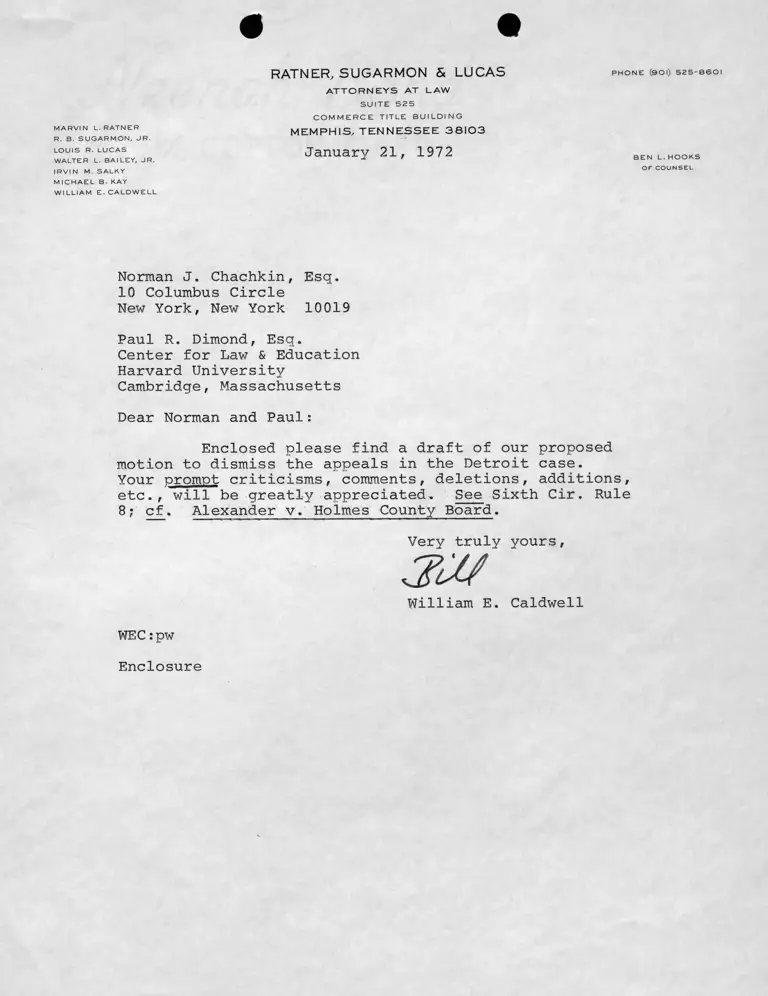 RATNER, SUGARMON & LUCAS
ATTORNEYS AT LAW
SUITE 525
COMMERCE TITLE BUILDING
MEMPHIS, TENNESSEE 38103
PHONE (901) 525-8601
MARVIN L. RATNER
R. B. SUGARMON, JR.
LOUIS R. LUCAS
WALTER L. BAILEY, JR.
IRVIN M. SALKY
MICHAEL B. KAY
WILLIAM E. CALDWELL
January 21, 1972
BEN L. HOOKS
OF COUNSEL
Norman J. Chachkin, Esq.
10 Columbus Circle
New York, New York 10019
Paul R. Dimond, Esq.
Center for Law & Education
Harvard University
Cambridge, Massachusetts
Dear Norman and Paul:
Enclosed please find a draft of our proposed
motion to dismiss the appeals in the Detroit case.
Your prompt criticisms, comments, deletions, additions,
etc., will be greatly appreciated. See Sixth Cir. Rule
8; cf. Alexander v. Holmes County Board.
Very truly yours,
Bill
William E. Caldwell
WEC:pw
Enclosure